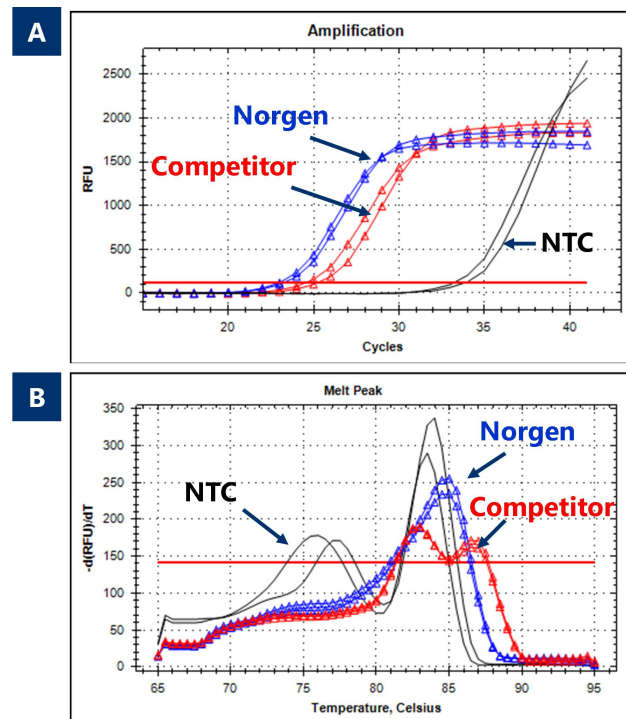 A
Amplification
2500
2000
1500
1000
500
0
RFU
Norgen
Competitor
NTC
20
25
30
35
40
Cycles
B
Melt Peak
350
300
250
200
150
100
50
0
-d(RFU)/dT
Norgen
NTC
Competitor
65
70
75
80
85
90
95
Temperature, Celsius